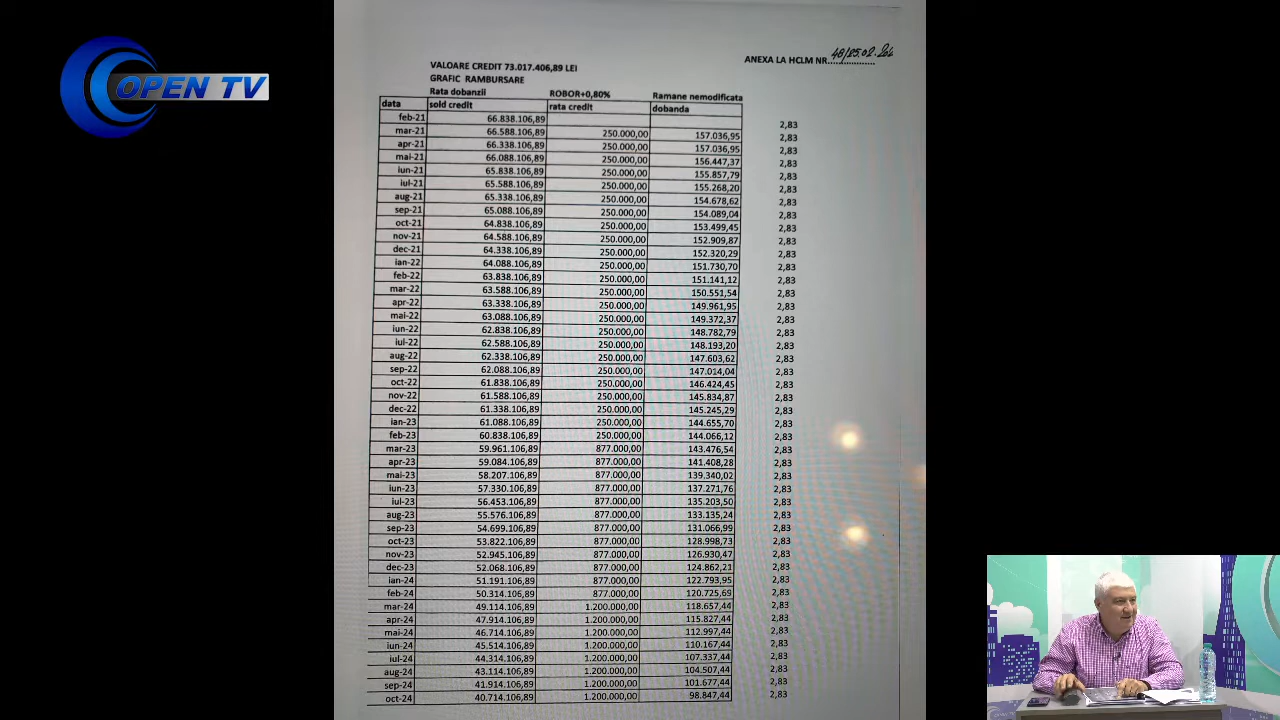 OPEN TV
ANEXA LA HCLM NR..............
VALOARE CREDIT 73.017.406,89 LEI
GRAFIC RAMBURSARE
Rata dobanzii ROBOR+0,80% Ramane nemodificata
data sold credit rata credit dobanda
feb-21 66.838.106,89 2,83
mar-21 66.588.106,89 250.000,00 157.036,95 2,83
apr-21 66.338.106,89 250.000,00 157.036,95 2,83
mai-21 66.088.106,89 250.000,00 156.447,37 2,83
iun-21 65.838.106,89 250.000,00 155.857,79 2,83
iul-21 65.588.106,89 250.000,00 155.268,20 2,83
aug-21 65.338.106,89 250.000,00 154.678,62 2,83
sep-21 65.088.106,89 250.000,00 154.089,04 2,83
oct-21 64.838.106,89 250.000,00 153.499,45 2,83
nov-21 64.588.106,89 250.000,00 152.909,87 2,83
dec-21 64.338.106,89 250.000,00 152.320,29 2,83
ian-22 64.088.106,89 250.000,00 151.730,70 2,83
feb-22 63.838.106,89 250.000,00 151.141,12 2,83
mar-22 63.588.106,89 250.000,00 150.551,54 2,83
apr-22 63.338.106,89 250.000,00 149.961,95 2,83
mai-22 63.088.106,89 250.000,00 149.372,37 2,83
iun-22 62.838.106,89 250.000,00 148.782,79 2,83
iul-22 62.588.106,89 250.000,00 148.193,20 2,83
aug-22 62.338.106,89 250.000,00 147.603,62 2,83
sep-22 62.088.106,89 250.000,00 147.014,04 2,83
oct-22 61.838.106,89 250.000,00 146.424,45 2,83
nov-22 61.588.106,89 250.000,00 145.834,87 2,83
dec-22 61.338.106,89 250.000,00 145.245,29 2,83
ian-23 61.088.106,89 250.000,00 144.655,70 2,83
feb-23 60.838.106,89 250.000,00 144.066,12 2,83
mar-23 59.961.106,89 877.000,00 143.476,54 2,83
apr-23 59.084.106,89 877.000,00 141.408,28 2,83
mai-23 58.207.106,89 877.000,00 139.340,02 2,83
iun-23 57.330.106,89 877.000,00 137.271,76 2,83
iul-23 56.453.106,89 877.000,00 135.203,50 2,83
aug-23 55.576.106,89 877.000,00 133.135,24 2,83
sep-23 54.699.106,89 877.000,00 131.066,99 2,83
oct-23 53.822.106,89 877.000,00 128.998,73 2,83
nov-23 52.945.106,89 877.000,00 126.930,47 2,83
dec-23 52.068.106,89 877.000,00 124.862,21 2,83
ian-24 51.191.106,89 877.000,00 122.793,95 2,83
feb-24 50.314.106,89 877.000,00 120.725,69 2,83
mar-24 49.114.106,89 1.200.000,00 118.657,44 2,83
apr-24 47.914.106,89 1.200.000,00 115.827,44 2,83
mai-24 46.714.106,89 1.200.000,00 112.997,44 2,83
iun-24 45.514.106,89 1.200.000,00 110.167,44 2,83
iul-24 44.314.106,89 1.200.000,00 107.337,44 2,83
aug-24 43.114.106,89 1.200.000,00 104.507,44 2,83
sep-24 41.914.106,89 1.200.000,00 101.677,44 2,83
oct-24 40.714.106,89 1.200.000,00 98.847,44 2,83